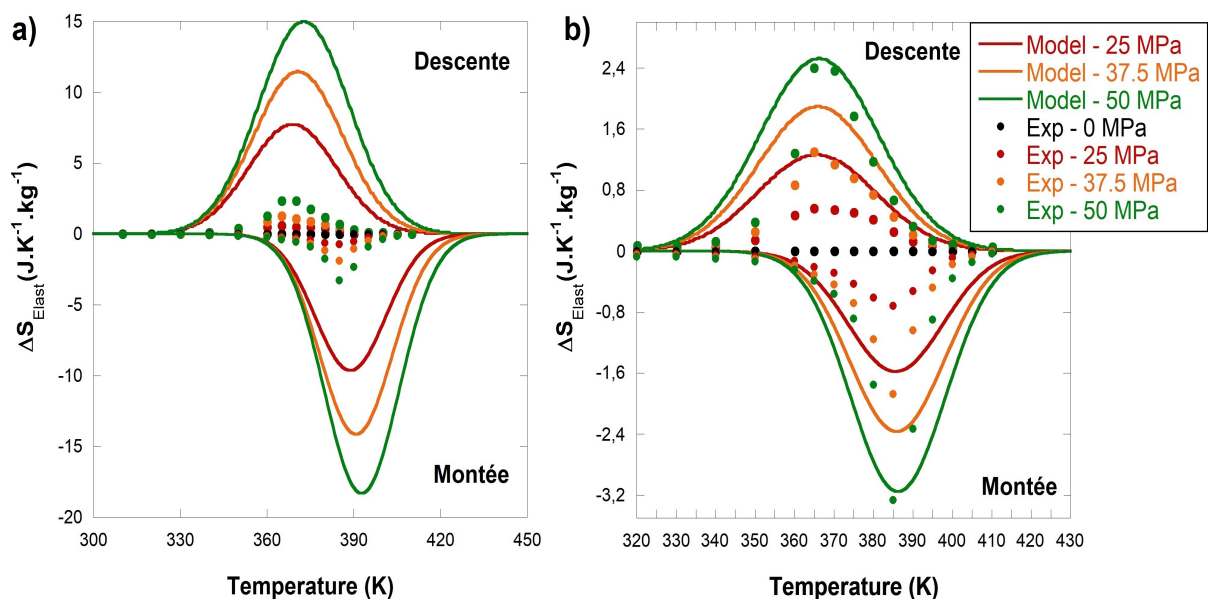 a)
15
10
5
0
-5
-10
-15
-20
300
330
360
390
420
450
Descente
Montée
ΔS_Elast (J.K⁻¹.kg⁻¹)
Temperature (K)
b)
2,4
1,6
0,8
0
-0,8
-1,6
-2,4
-3,2
320
330
340
350
360
370
380
390
400
410
420
430
Descente
Montée
ΔS_Elast (J.K⁻¹.kg⁻¹)
Temperature (K)
Model - 25 MPa
Model - 37.5 MPa
Model - 50 MPa
Exp - 0 MPa
Exp - 25 MPa
Exp - 37.5 MPa
Exp - 50 MPa